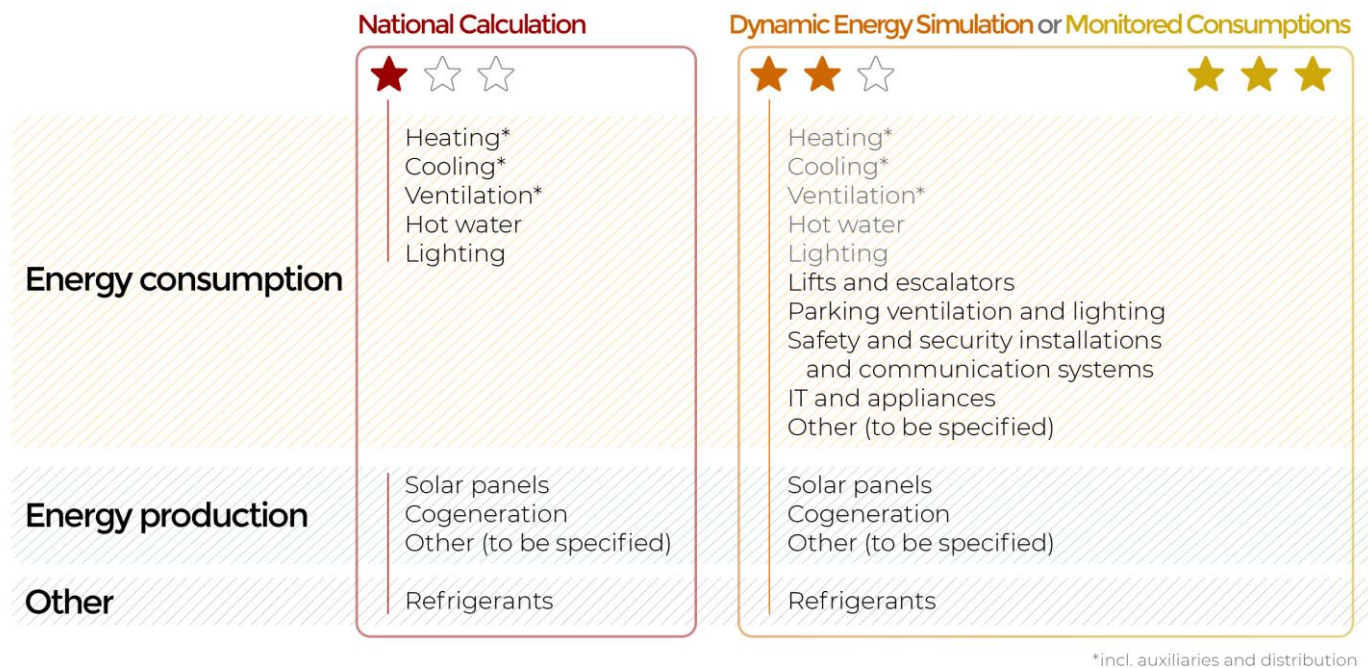 National Calculation
Dynamic Energy Simulation or Monitored Consumptions
Energy consumption
Heating*
Cooling*
Ventilation*
Hot water
Lighting
Heating*
Cooling*
Ventilation*
Hot water
Lighting
Lifts and escalators
Parking ventilation and lighting
Safety and security installations
and communication systems
IT and appliances
Other (to be specified)
Energy production
Solar panels
Cogeneration
Other (to be specified)
Solar panels
Cogeneration
Other (to be specified)
Other
Refrigerants
Refrigerants
*incl. auxiliaries and distribution